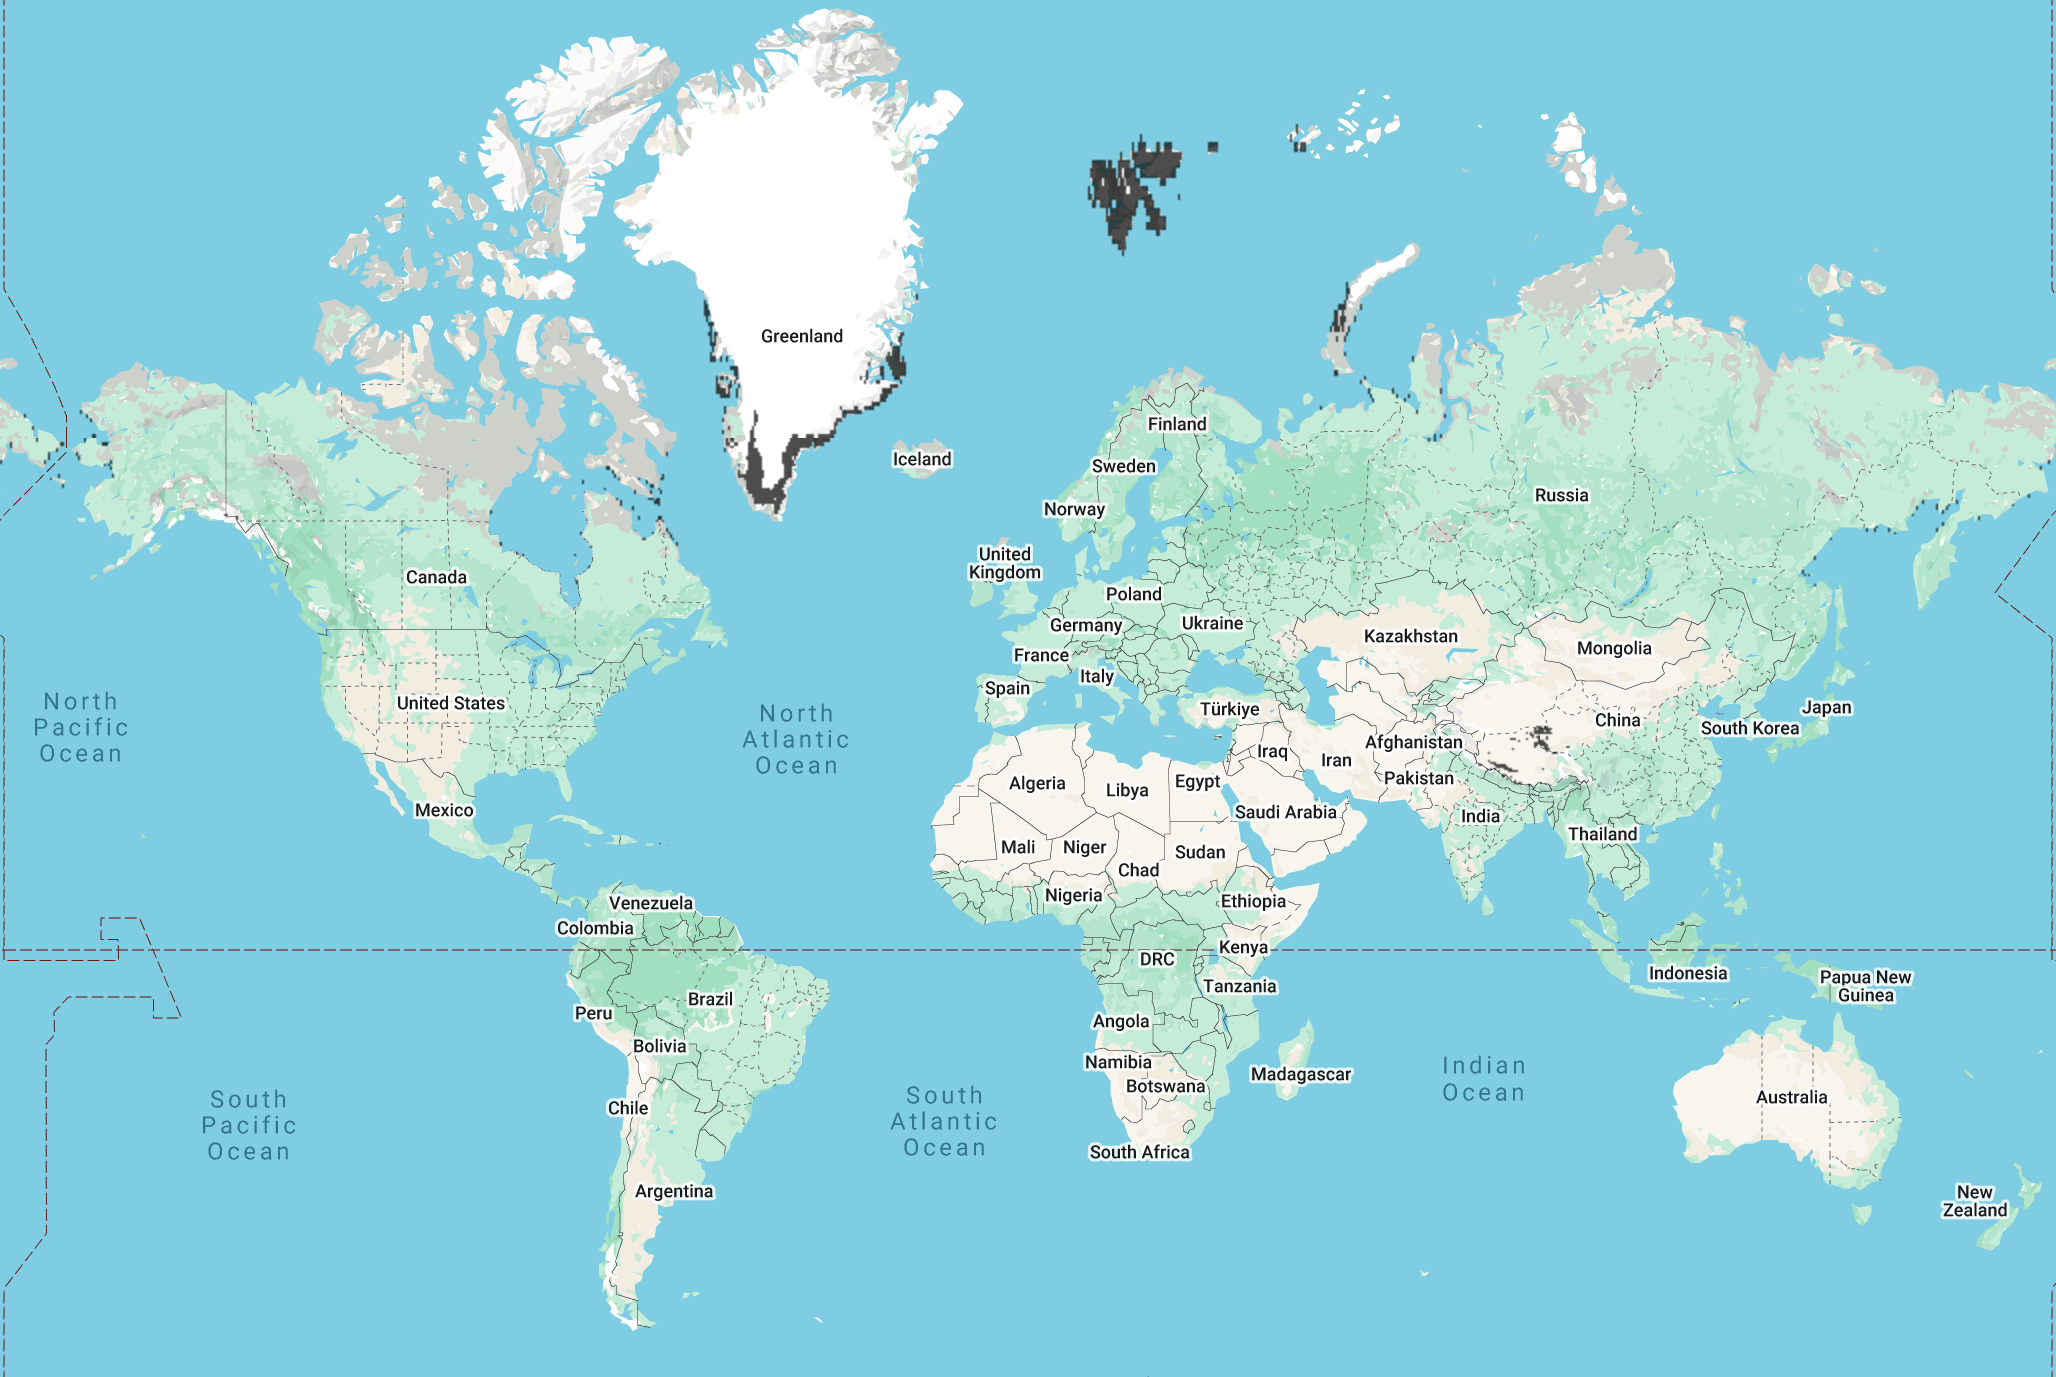 Greenland
Iceland
Finland
Sweden
Norway
Russia
United
Kingdom
Canada
Poland
Germany
Ukraine
Kazakhstan
Mongolia
France
Italy
Spain
United States
Türkiye
China
Japan
South Korea
North
Pacific
Ocean
North
Atlantic
Ocean
Afghanistan
Iraq
Iran
Pakistan
Algeria
Libya
Egypt
Saudi Arabia
India
Mexico
Thailand
Mali
Niger
Sudan
Chad
Nigeria
Ethiopia
Venezuela
Colombia
Kenya
DRC
Indonesia
Papua New
Guinea
Tanzania
Brazil
Peru
Angola
Bolivia
Namibia
Botswana
Madagascar
Indian
Ocean
Australia
Chile
South
Pacific
Ocean
South
Atlantic
Ocean
South Africa
Argentina
New
Zealand